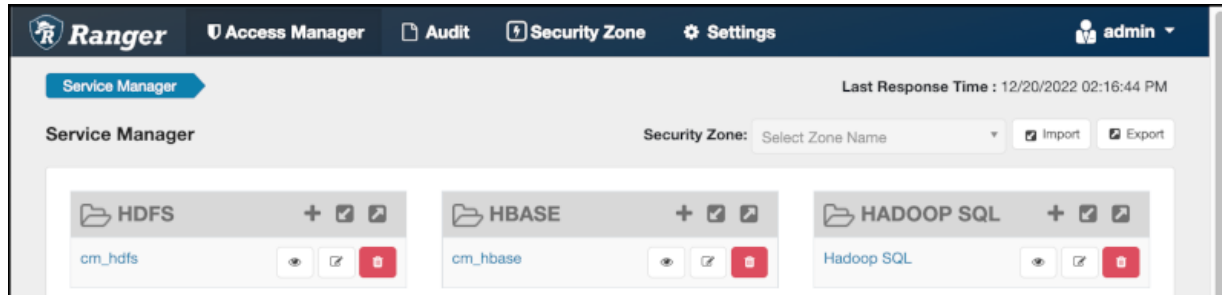 Ranger Access Manager Audit Security Zone Settings admin
Service Manager Last Response Time : 12/20/2022 02:16:44 PM
Service Manager Security Zone: Select Zone Name Import Export
HDFS HBASE HADOOP SQL
cm_hdfs cm_hbase Hadoop SQL